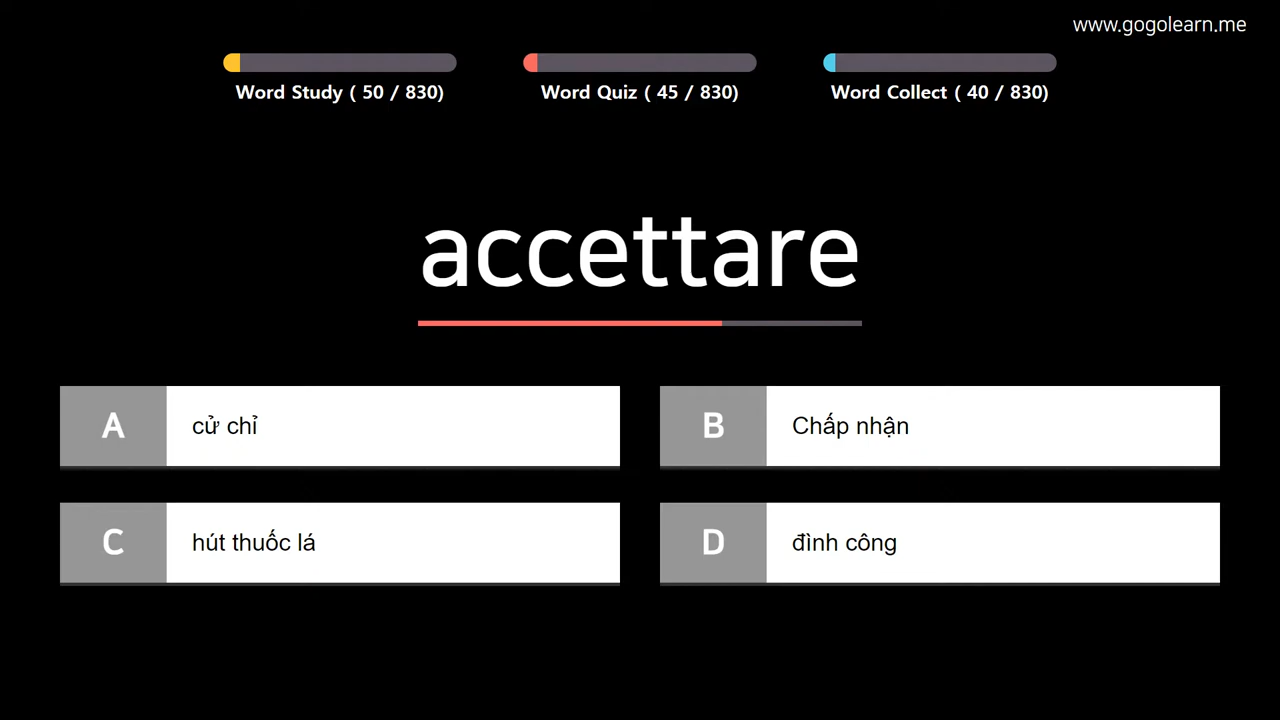 www.gogolearn.me
Word Study ( 50 / 830)
Word Quiz ( 45 / 830)
Word Collect ( 40 / 830)
accettare
A cử chỉ
B Chấp nhận
C hút thuốc lá
D đình công